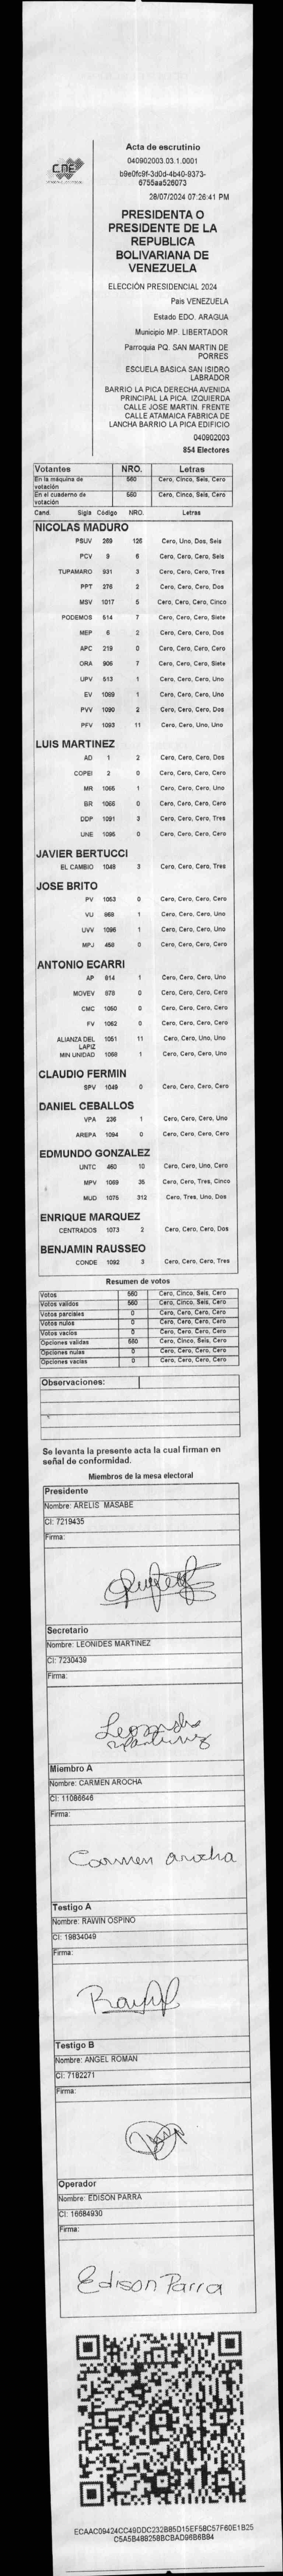 CNE
Acta de escrutinio
040902003.03.1.0001
b9e0fc9f-3d0d-4b40-9373-
6755aa526073
28/07/2024 07:26:41 PM
PRESIDENTA O
PRESIDENTE DE LA
REPUBLICA
BOLIVARIANA DE
VENEZUELA
ELECCIÓN PRESIDENCIAL 2024
Pais VENEZUELA
Estado EDO. ARAGUA
Municipio MP. LIBERTADOR
Parroquia PQ. SAN MARTIN DE
PORRES
ESCUELA BASICA SAN ISIDRO
LABRADOR
BARRIO LA PICA DERECHA AVENIDA
PRINCIPAL LA PICA. IZQUIERDA
CALLE JOSE MARTIN. FRENTE
CALLE ATAMAICA FABRICA DE
LANCHA BARRIO LA PICA EDIFICIO
040902003
854 Electores
Votantes NRO. Letras
En la máquina de votación 560 Cero, Cinco, Seis, Cero
En el cuaderno de votación 560 Cero, Cinco, Seis, Cero
Cand. Sigla Código NRO. Letras
NICOLAS MADURO
PSUV 269 126 Cero, Uno, Dos, Seis
PCV 9 6 Cero, Cero, Cero, Seis
TUPAMARO 931 3 Cero, Cero, Cero, Tres
PPT 276 2 Cero, Cero, Cero, Dos
MSV 1017 5 Cero, Cero, Cero, Cinco
PODEMOS 514 7 Cero, Cero, Cero, Siete
MEP 6 2 Cero, Cero, Cero, Dos
APC 219 0 Cero, Cero, Cero, Cero
ORA 906 7 Cero, Cero, Cero, Siete
UPV 513 1 Cero, Cero, Cero, Uno
EV 1089 1 Cero, Cero, Cero, Uno
PVV 1090 2 Cero, Cero, Cero, Dos
PFV 1093 11 Cero, Cero, Uno, Uno
LUIS MARTINEZ
AD 1 2 Cero, Cero, Cero, Dos
COPEI 2 0 Cero, Cero, Cero, Cero
MR 1065 1 Cero, Cero, Cero, Uno
BR 1066 0 Cero, Cero, Cero, Cero
DDP 1091 3 Cero, Cero, Cero, Tres
UNE 1095 0 Cero, Cero, Cero, Cero
JAVIER BERTUCCI
EL CAMBIO 1048 3 Cero, Cero, Cero, Tres
JOSE BRITO
PV 1053 0 Cero, Cero, Cero, Cero
VU 868 1 Cero, Cero, Cero, Uno
UVV 1096 1 Cero, Cero, Cero, Uno
MPJ 458 0 Cero, Cero, Cero, Cero
ANTONIO ECARRI
AP 814 1 Cero, Cero, Cero, Uno
MOVEV 878 0 Cero, Cero, Cero, Cero
CMC 1050 0 Cero, Cero, Cero, Cero
FV 1062 0 Cero, Cero, Cero, Cero
ALIANZA DEL LAPIZ 1051 11 Cero, Cero, Uno, Uno
MIN UNIDAD 1068 1 Cero, Cero, Cero, Uno
CLAUDIO FERMIN
SPV 1049 0 Cero, Cero, Cero, Cero
DANIEL CEBALLOS
VPA 236 1 Cero, Cero, Cero, Uno
AREPA 1094 0 Cero, Cero, Cero, Cero
EDMUNDO GONZALEZ
UNTC 460 10 Cero, Cero, Uno, Cero
MPV 1069 35 Cero, Cero, Tres, Cinco
MUD 1075 312 Cero, Tres, Uno, Dos
ENRIQUE MARQUEZ
CENTRADOS 1073 2 Cero, Cero, Cero, Dos
BENJAMIN RAUSSEO
CONDE 1092 3 Cero, Cero, Cero, Tres
Resumen de votos
Votos 560 Cero, Cinco, Seis, Cero
Votos validos 560 Cero, Cinco, Seis, Cero
Votos parciales 0 Cero, Cero, Cero, Cero
Votos nulos 0 Cero, Cero, Cero, Cero
Votos vacios 0 Cero, Cero, Cero, Cero
Opciones validas 560 Cero, Cinco, Seis, Cero
Opciones nulas 0 Cero, Cero, Cero, Cero
Opciones vacias 0 Cero, Cero, Cero, Cero
Observaciones:
Se levanta la presente acta la cual firman en
señal de conformidad.
Miembros de la mesa electoral
Presidente
Nombre: ARELIS MASABE
CI: 7219435
Firma:
Secretario
Nombre: LEONIDES MARTINEZ
CI: 7230439
Firma:
Leonides
Martinez
Miembro A
Nombre: CARMEN AROCHA
CI: 11086646
Firma:
Carmen arocha
Testigo A
Nombre: RAWIN OSPINO
CI: 19834049
Firma:
Testigo B
Nombre: ANGEL ROMAN
CI: 7182271
Firma:
Operador
Nombre: EDISON PARRA
CI: 16684930
Firma:
Edison Parra
ECAAC09424CC49DDC232B85D15EF58C57F60E1B25
C5A5B488258BCBAD96B6BB4